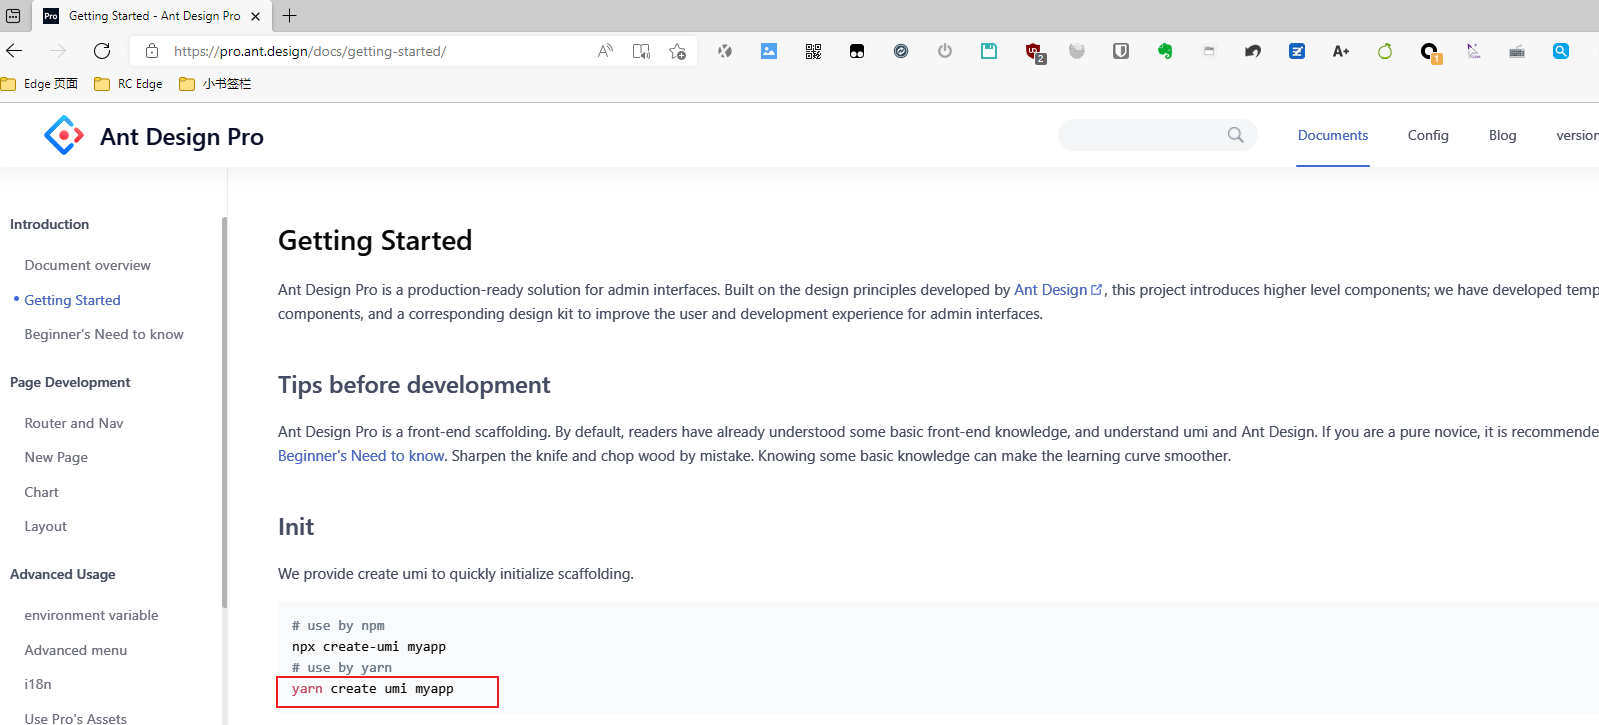 Pro Getting Started - Ant Design Pro
https://pro.ant.design/docs/getting-started/
2
A+
1
Edge 页面 RC Edge 小书签栏
Ant Design Pro
Documents Config Blog version
Introduction
Document overview
Getting Started
Beginner's Need to know
Page Development
Router and Nav
New Page
Chart
Layout
Advanced Usage
environment variable
Advanced menu
i18n
Use Pro's Assets
Getting Started
Ant Design Pro is a production-ready solution for admin interfaces. Built on the design principles developed by Ant Design, this project introduces higher level components; we have developed temp
components, and a corresponding design kit to improve the user and development experience for admin interfaces.
Tips before development
Ant Design Pro is a front-end scaffolding. By default, readers have already understood some basic front-end knowledge, and understand umi and Ant Design. If you are a pure novice, it is recommende
Beginner's Need to know. Sharpen the knife and chop wood by mistake. Knowing some basic knowledge can make the learning curve smoother.
Init
We provide create umi to quickly initialize scaffolding.
# use by npm
npx create-umi myapp
# use by yarn
yarn create umi myapp